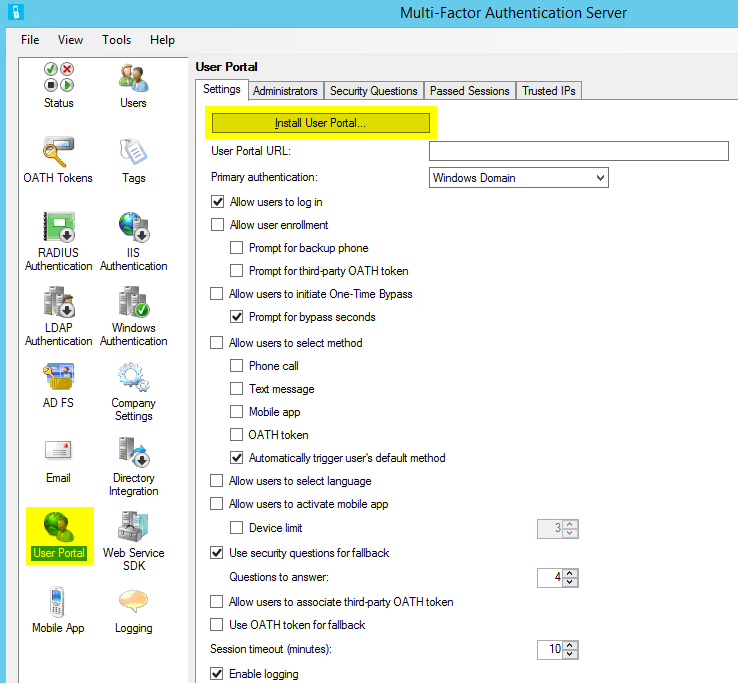 Multi-Factor Authentication Server
File View Tools Help
Status Users
OATH Tokens Tags
RADIUS
Authentication
IIS
Authentication
LDAP
Authentication
Windows
Authentication
AD FS
Company
Settings
Email
Directory
Integration
User Portal
Web Service
SDK
Mobile App Logging
User Portal
Settings Administrators Security Questions Passed Sessions Trusted IPs
Install User Portal...
User Portal URL:
Primary authentication: Windows Domain
Allow users to log in
Allow user enrollment
Prompt for backup phone
Prompt for third-party OATH token
Allow users to initiate One-Time Bypass
Prompt for bypass seconds
Allow users to select method
Phone call
Text message
Mobile app
OATH token
Automatically trigger user's default method
Allow users to select language
Allow users to activate mobile app
Device limit 3
Use security questions for fallback
Questions to answer: 4
Allow users to associate third-party OATH token
Use OATH token for fallback
Session timeout (minutes): 10
Enable logging